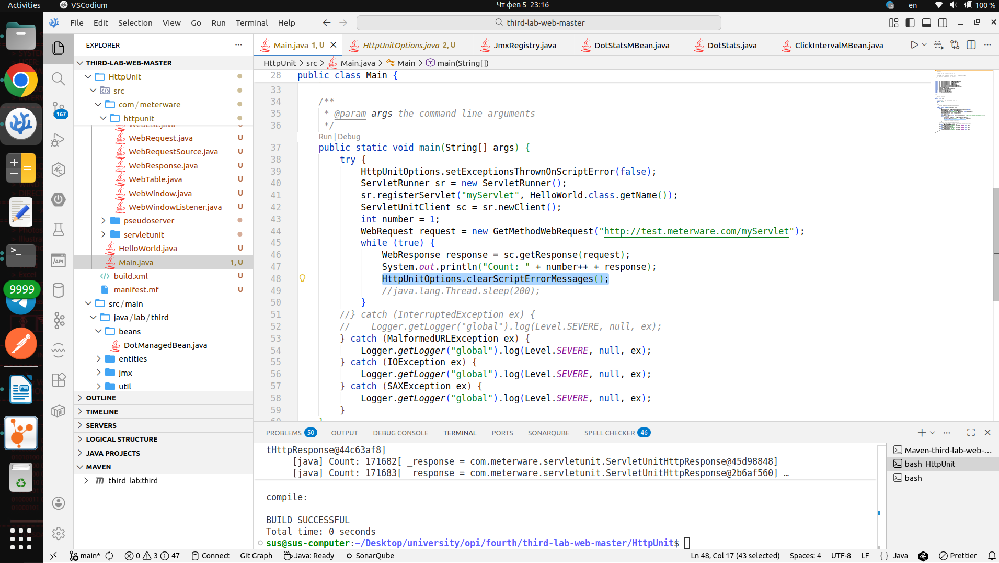 Activities
VSCodium
Чт фев 5 23:16
en
100 %
File Edit Selection View Go Run Terminal Help
third-lab-web-master
EXPLORER
Main.java 1, U
HttpUnitOptions.java 2, U
JmxRegistry.java
DotStatsMBean.java
DotStats.java
ClickIntervalMBean.java
HttpUnit > src > Main.java > Main > main(String[])
THIRD-LAB-WEB-MASTER
HttpUnit
src
com/meterware
httpunit
WebList.java
WebRequest.java U
WebRequestSource.java U
WebResponse.java U
WebTable.java U
WebWindow.java U
WebWindowListener.java U
pseudoserver
servletunit
HelloWorld.java U
Main.java 1, U
build.xml U
manifest.mf U
src/main
java/lab/third
beans
DotManagedBean.java
entities
jmx
util
OUTLINE
TIMELINE
SERVERS
LOGICAL STRUCTURE
JAVA PROJECTS
MAVEN
third lab:third
167
9999
28 public class Main {
33
34 /**
35 * @param args the command line arguments
36 */
Run | Debug
37 public static void main(String[] args) {
38 try {
39 HttpUnitOptions.setExceptionsThrownOnScriptError(false);
40 ServletRunner sr = new ServletRunner();
41 sr.registerServlet("myServlet", HelloWorld.class.getName());
42 ServletUnitClient sc = sr.newClient();
43 int number = 1;
44 WebRequest request = new GetMethodWebRequest("http://test.meterware.com/myServlet");
45 while (true) {
46 WebResponse response = sc.getResponse(request);
47 System.out.println("Count: " + number++ + response);
48 HttpUnitOptions.clearScriptErrorMessages();
49 //java.lang.Thread.sleep(200);
50 }
51 //} catch (InterruptedException ex) {
52 // Logger.getLogger("global").log(Level.SEVERE, null, ex);
53 } catch (MalformedURLException ex) {
54 Logger.getLogger("global").log(Level.SEVERE, null, ex);
55 } catch (IOException ex) {
56 Logger.getLogger("global").log(Level.SEVERE, null, ex);
57 } catch (SAXException ex) {
58 Logger.getLogger("global").log(Level.SEVERE, null, ex);
59 }
60 }
PROBLEMS 50 OUTPUT DEBUG CONSOLE TERMINAL PORTS SONARQUBE SPELL CHECKER 46
tHttpResponse@44c63af8]
[java] Count: 171682[ _response = com.meterware.servletunit.ServletUnitHttpResponse@45d98848]
[java] Count: 171683[ _response = com.meterware.servletunit.ServletUnitHttpResponse@2b6af560] …
compile:
BUILD SUCCESSFUL
Total time: 0 seconds
sus@sus-computer:~/Desktop/university/opi/fourth/third-lab-web-master/HttpUnit$
Maven-third-lab-web-...
bash HttpUnit
bash
main* 0 3 47 Connect Git Graph Java: Ready SonarQube
Ln 48, Col 17 (43 selected) Spaces: 4 UTF-8 LF { } Java Prettier